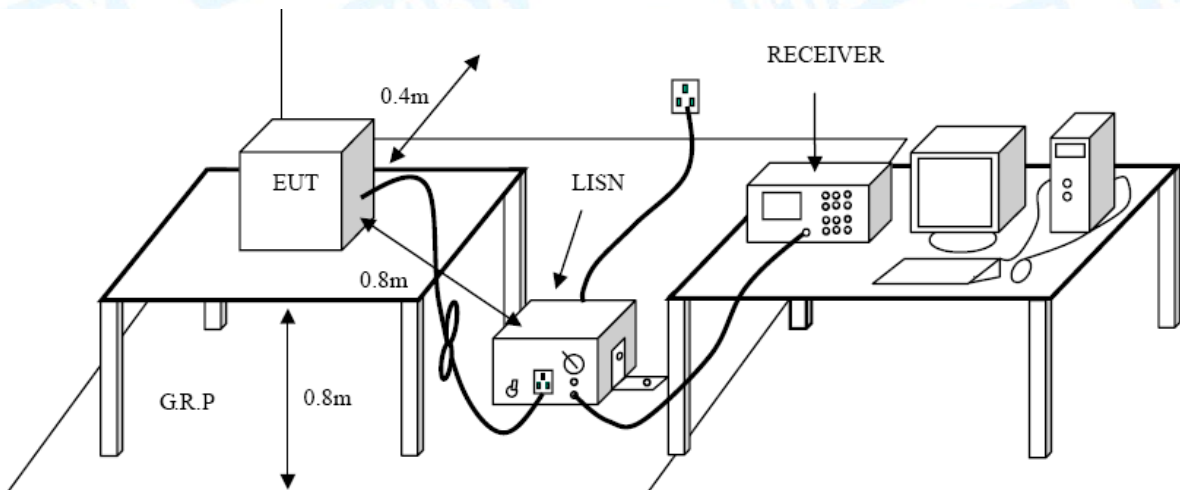 RECEIVER
0.4m
EUT
LISN
0.8m
G.R.P
0.8m